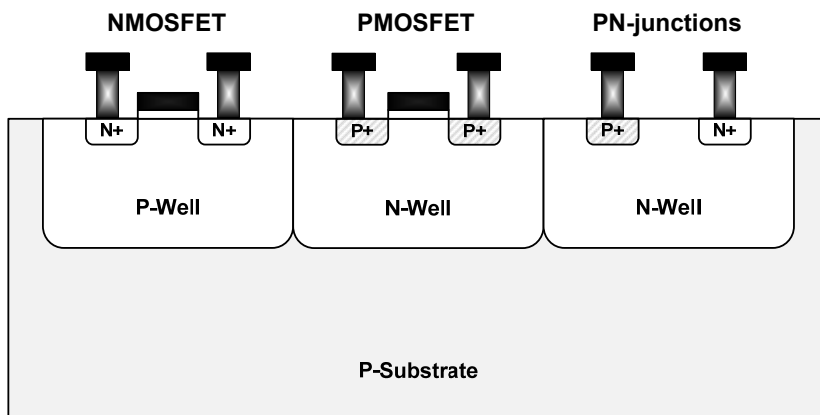 NMOSFET PMOSFET PN-junctions
N+ N+ P+ P+ P+ N+
P-Well N-Well N-Well
P-Substrate